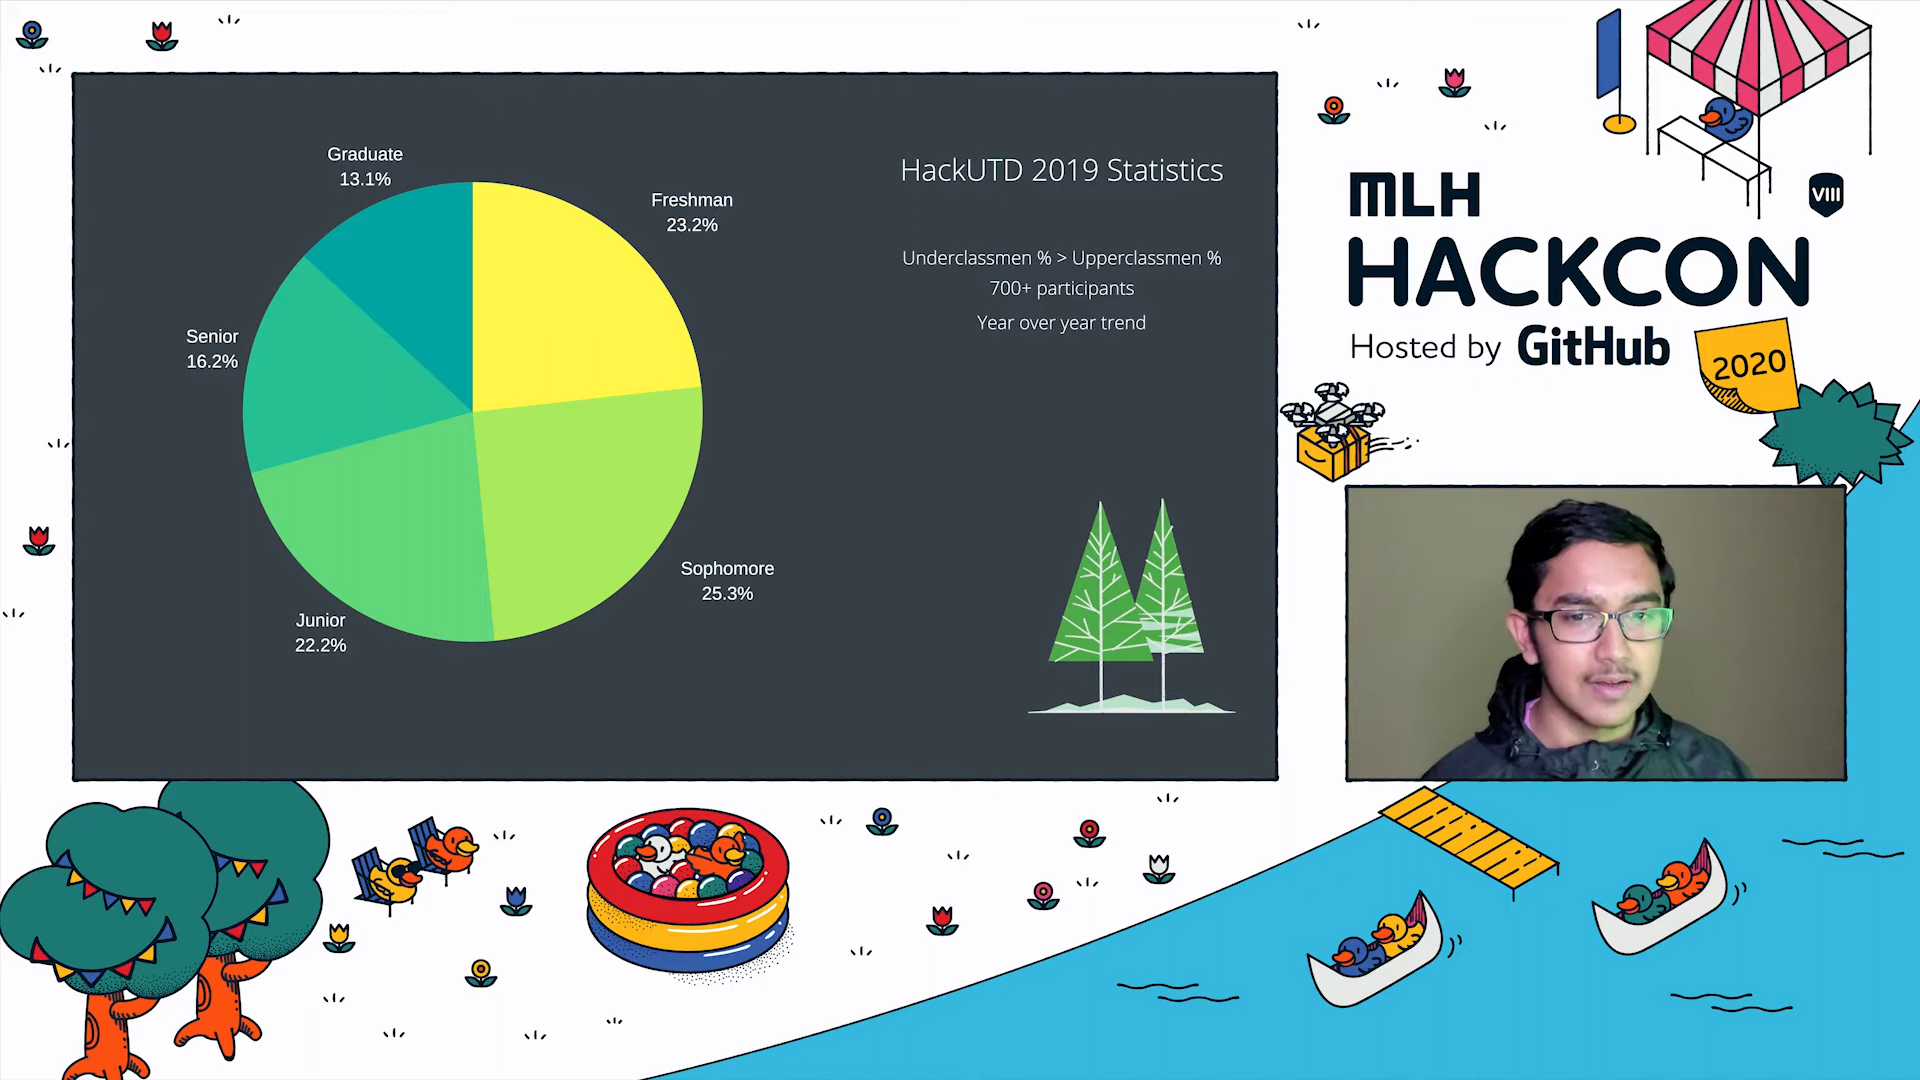 Graduate
13.1%
Freshman
23.2%
Senior
16.2%
Sophomore
25.3%
Junior
22.2%
HackUTD 2019 Statistics
Underclassmen % > Upperclassmen %
700+ participants
Year over year trend
MLH
VIII
HACKCON
Hosted by GitHub
2020